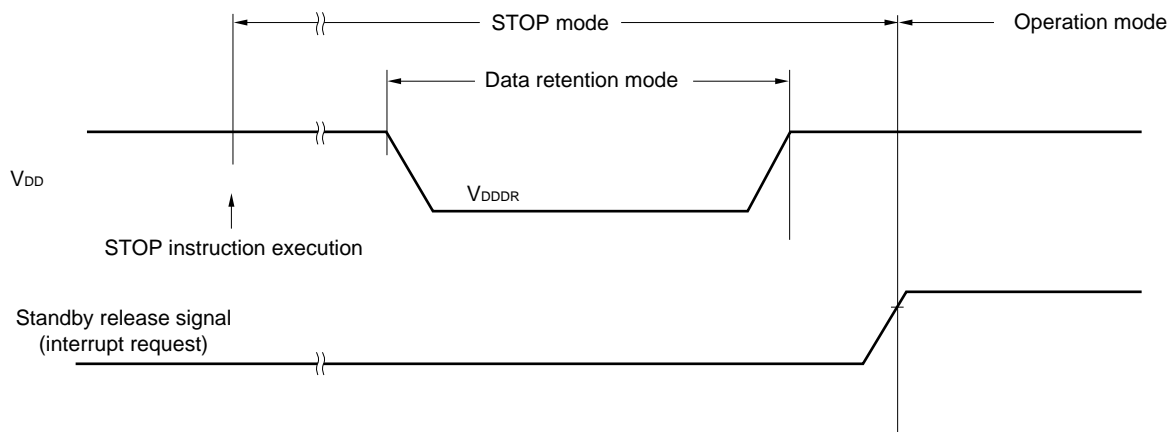 STOP mode
Operation mode
Data retention mode
VDD
VDDDR
STOP instruction execution
Standby release signal
(interrupt request)